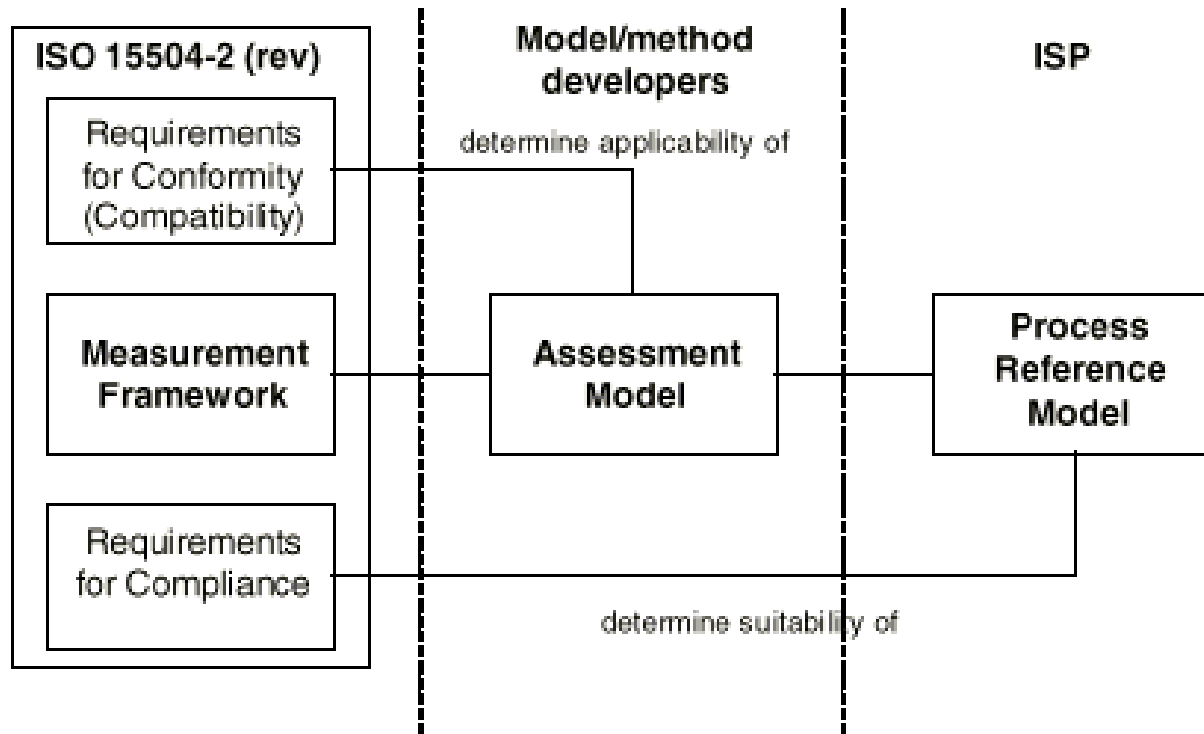 ISO 15504-2 (rev)
Requirements
for Conformity
(Compatibility)
Measurement
Framework
Requirements
for Compliance
Model/method
developers
determine applicability of
Assessment
Model
determine suitability of
ISP
Process
Reference
Model